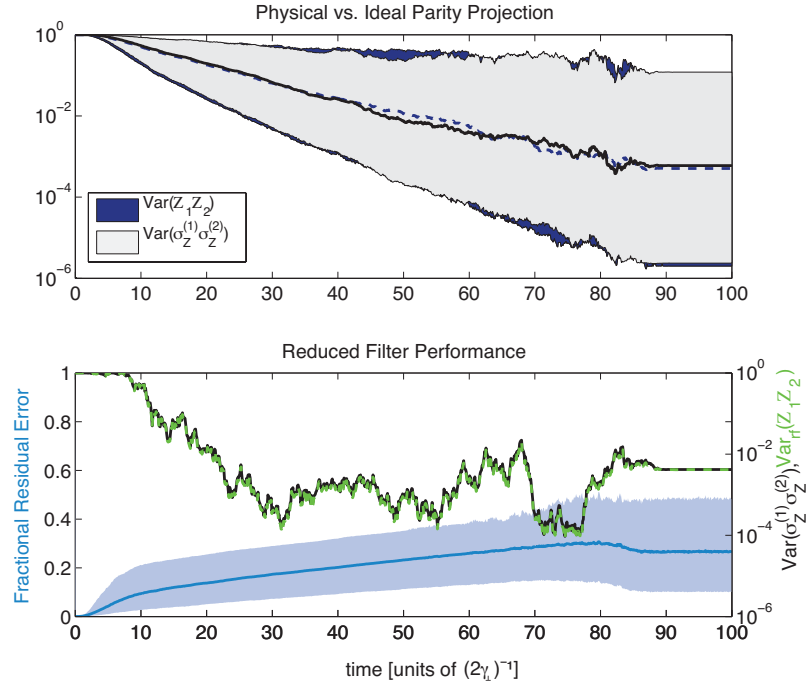 Physical vs. Ideal Parity Projection
10^0
10^-2
10^-4
10^-6
Var(Z_1Z_2)
Var(σ_Z^(1)σ_Z^(2))
0 10 20 30 40 50 60 70 80 90 100
Reduced Filter Performance
Fractional Residual Error
1
0.8
0.6
0.4
0.2
0
10^0
10^-2
10^-4
10^-6
Var(σ_Z^(1)σ_Z^(2)), Var_rf(Z_1Z_2)
0 10 20 30 40 50 60 70 80 90 100
time [units of (2γ_⊥)^-1]